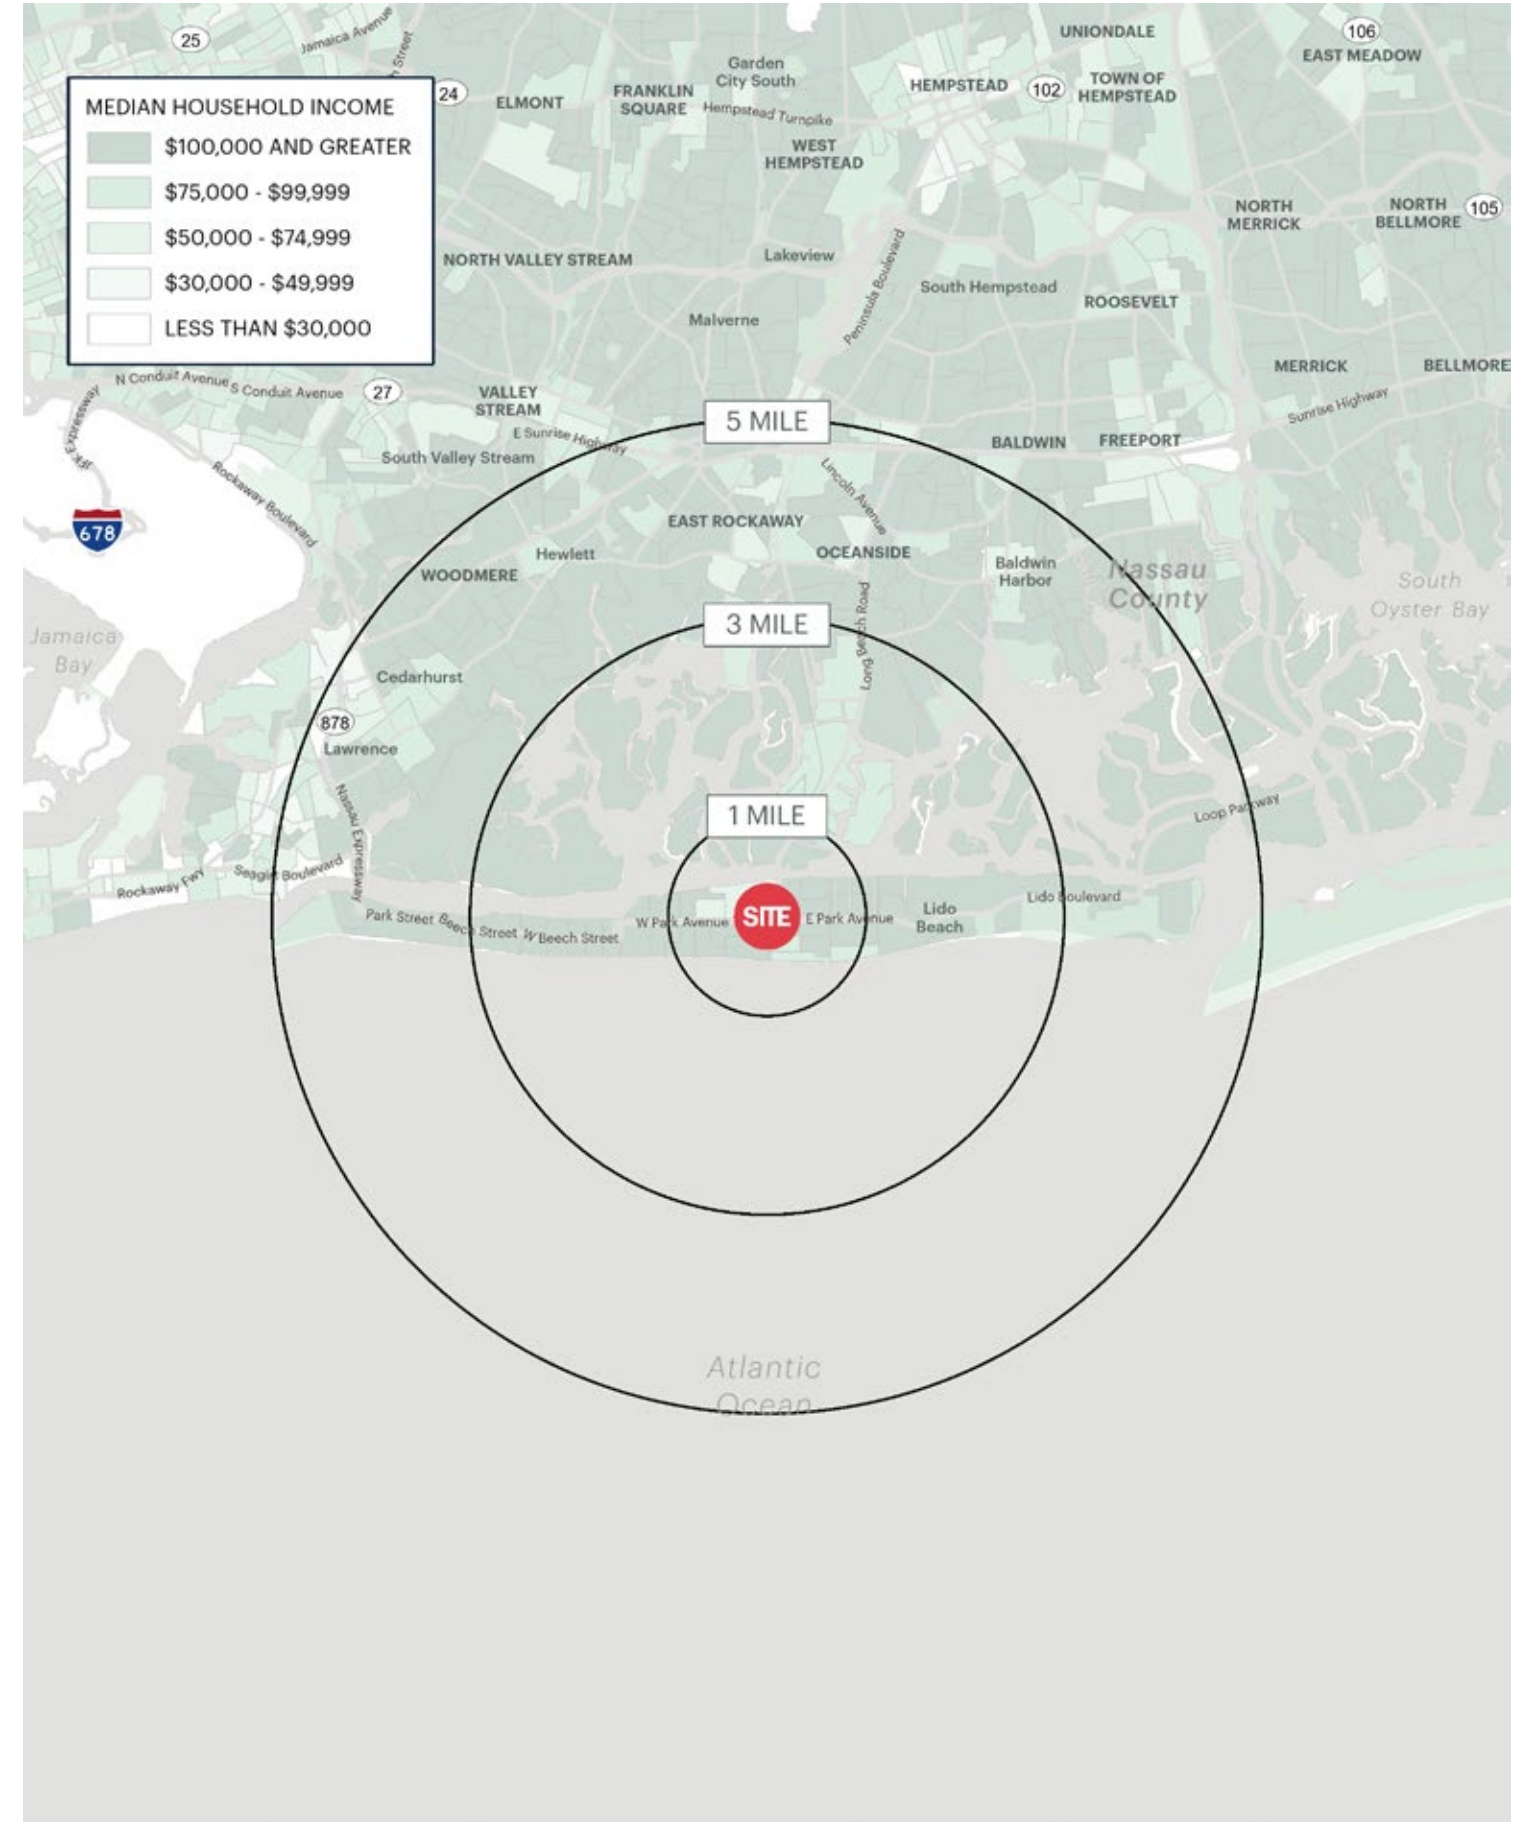 25
Jamaica Avenue
h Street
UNIONDALE
106
EAST MEADOW
Garden
City South
24
ELMONT
FRANKLIN
SQUARE
Hempstead Turnpike
HEMPSTEAD
102
TOWN OF
HEMPSTEAD
MEDIAN HOUSEHOLD INCOME
$100,000 AND GREATER
$75,000 - $99,999
$50,000 - $74,999
$30,000 - $49,999
LESS THAN $30,000
WEST
HEMPSTEAD
NORTH
MERRICK
NORTH
BELLMORE
105
NORTH VALLEY STREAM
Lakeview
Peninsula Boulevard
South Hempstead
ROOSEVELT
Malverne
MERRICK
BELLMORE
N Conduit Avenue
S Conduit Avenue
27
VALLEY
STREAM
Sunrise Highway
JFK Expressway
5 MILE
E Sunrise Highway
BALDWIN
FREEPORT
South Valley Stream
Rockaway Boulevard
Lincoln Avenue
678
EAST ROCKAWAY
OCEANSIDE
Hewlett
WOODMERE
Baldwin
Harbor
Nassau
County
South
Oyster Bay
Jamaica
Bay
3 MILE
Long Beach Road
Cedarhurst
878
Lawrence
Nassau Expressway
1 MILE
Loop Parkway
Rockaway Fwy
Seagirt Boulevard
Park Street
Beech Street
W Beech Street
W Park Avenue
SITE
E Park Avenue
Lido
Beach
Lido Boulevard
Atlantic
Ocean